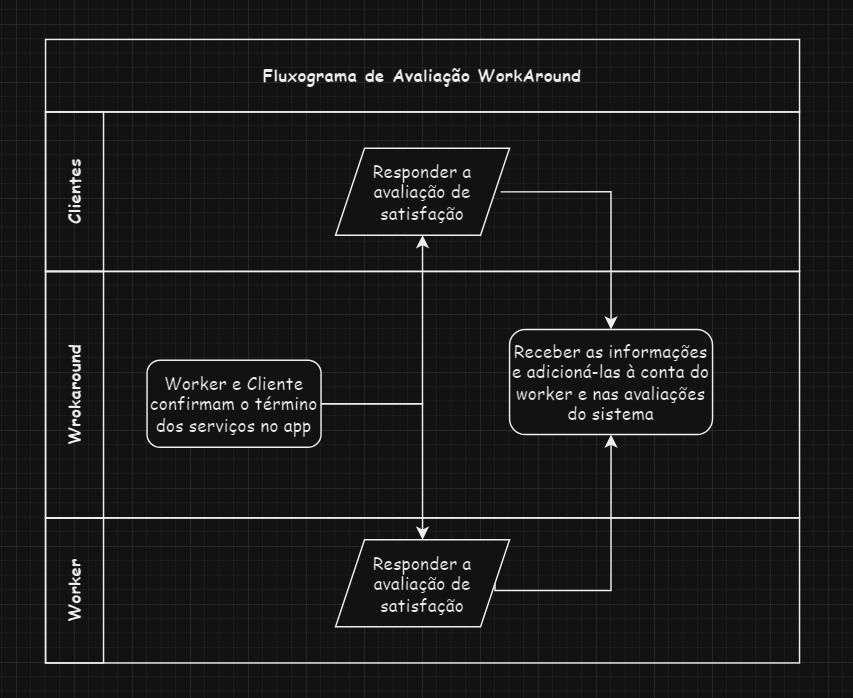 Fluxograma de Avaliação WorkAround
Clientes
Responder a
avaliação de
satisfação
Wrokaround
Worker e Cliente
confirmam o término
dos serviços no app
Receber as informações
e adicioná-las à conta do
worker e nas avaliações
do sistema
Worker
Responder a
avaliação de
satisfação